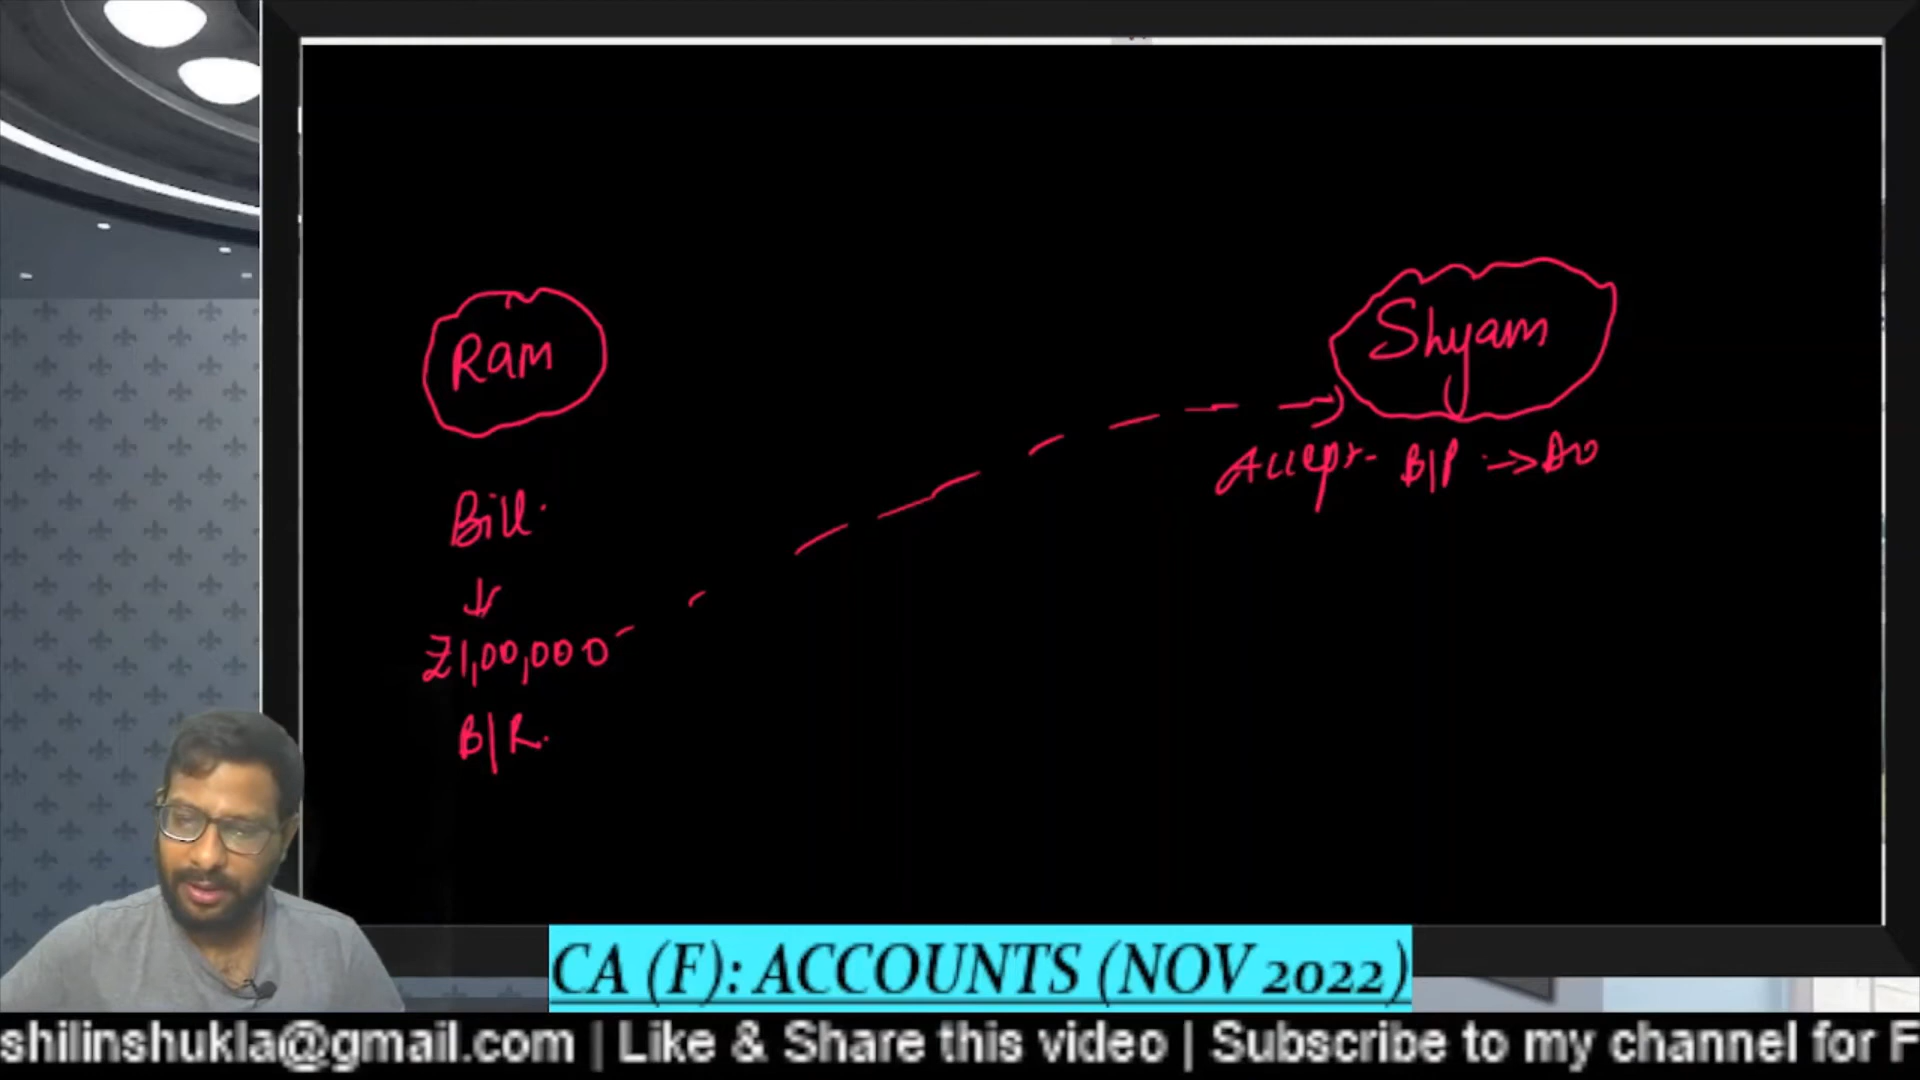 Ram
Shyam
Accept B/P →
Bill
↓
₹1,00,000
B/R.
CA (F): ACCOUNTS (NOV 2022)
shilinshukla@gmail.com | Like & Share this video | Subscribe to my channel for F